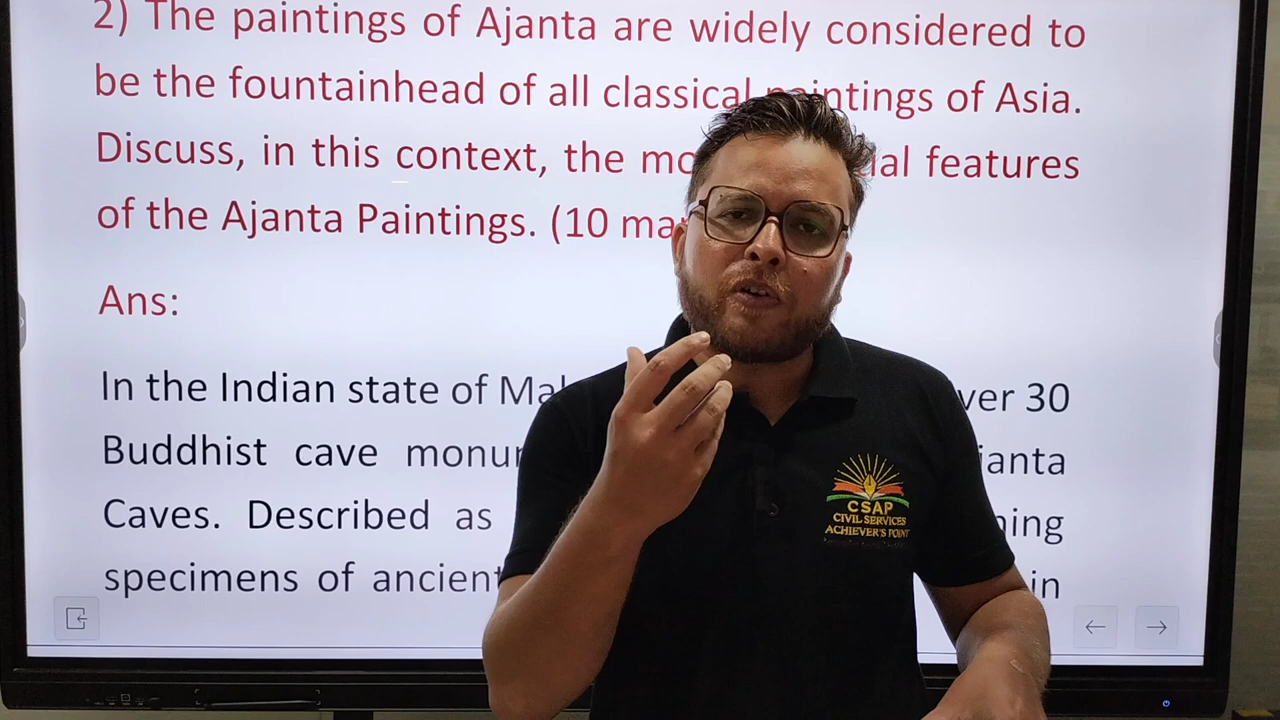 2) The paintings of Ajanta are widely considered to
be the fountainhead of all classical paintings of Asia.
Discuss, in this context, the features
of the Ajanta Paintings. (10
Ans:
In the Indian state of over 30
Buddhist cave Ajanta
Caves. Described as
specimens of ancient in
CSAP
CIVIL SERVICES
ACHIEVER'S POINT